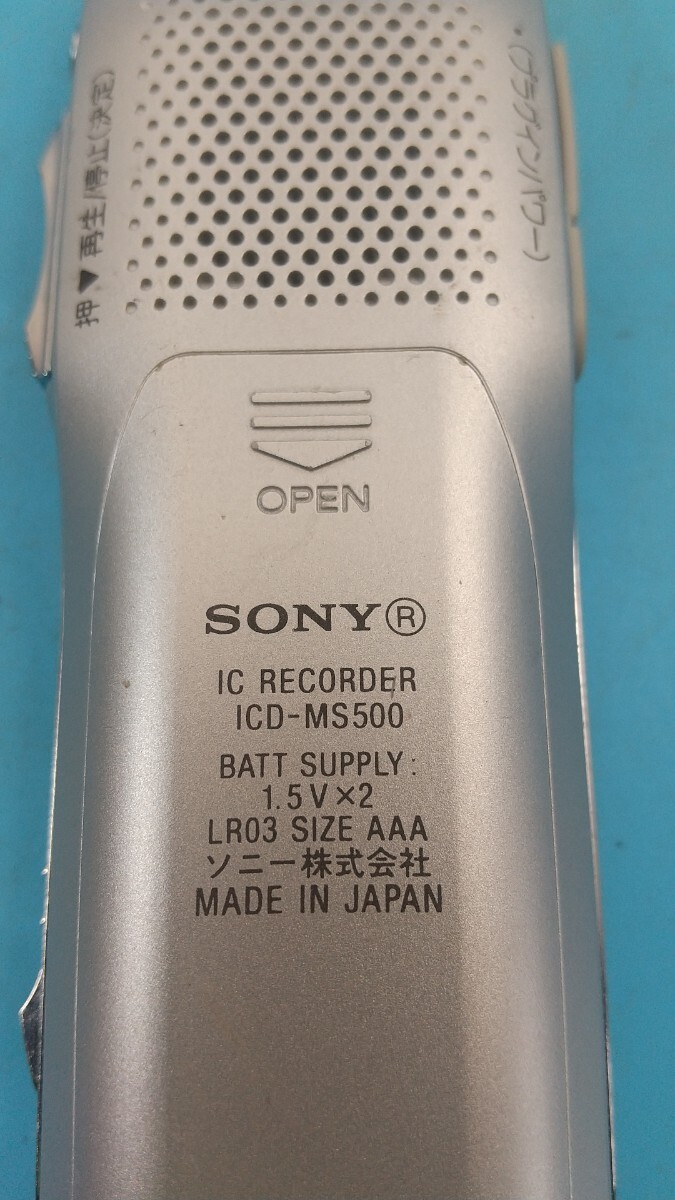 押▶再生/停止(決定)
(プラグインパワー)
OPEN
SONY®
IC RECORDER
ICD-MS500
BATT SUPPLY:
1.5V×2
LR03 SIZE AAA
ソニー株式会社
MADE IN JAPAN